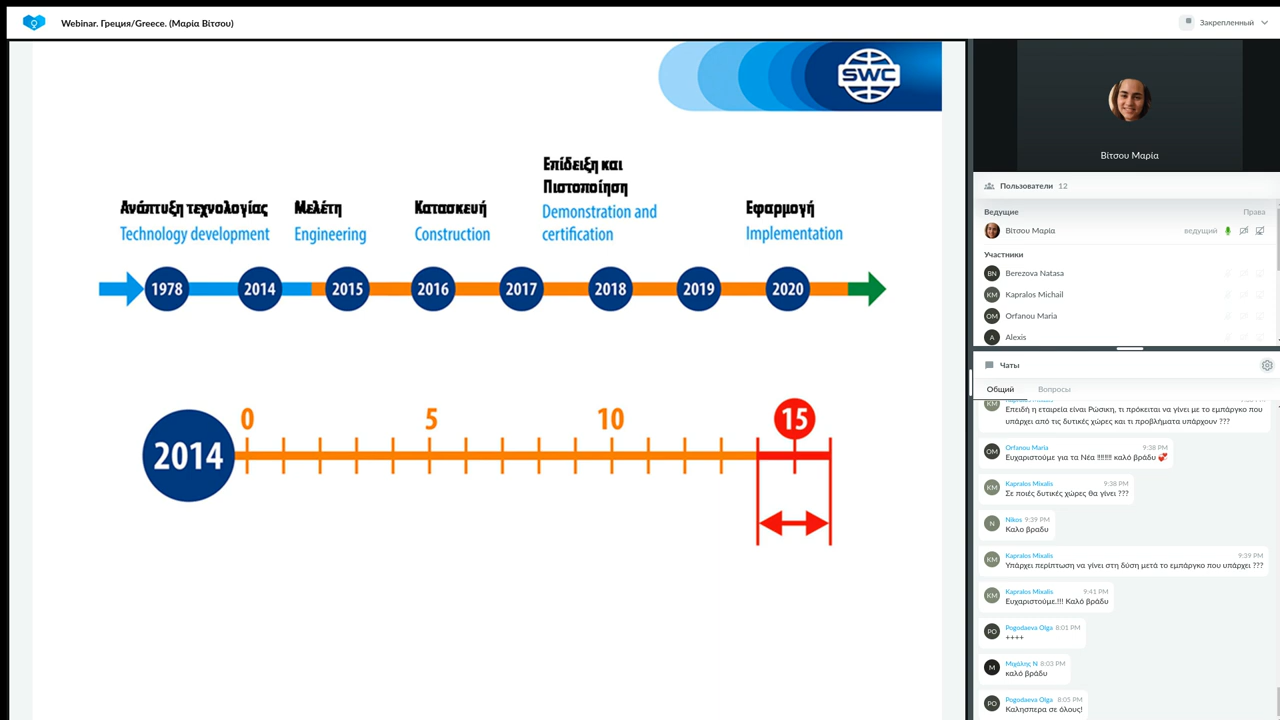 Webinar. Греция/Greece. (Μαρία Βίτσου)
Закрепленный
SWC
Επίδειξη και
Πιστοποίηση
Demonstration and
certification
Ανάπτυξη τεχνολογίας
Technology development
Μελέτη
Engineering
Κατασκευή
Construction
Εφαρμογή
Implementation
1978 2014 2015 2016 2017 2018 2019 2020
0 5 10 15
2014
Βίτσου Μαρία
Пользователи 12
Ведущие Права
Βίτσου Μαρία ведущий
Участники
BN Berezova Natasa
KM Kapralos Michail
OM Orfanou Maria
A Alexis
Чаты
Общий Вопросы
KM
Επειδή η εταιρεία είναι Ρώσικη, τι πρόκειται να γίνει με το εμπάργκο που
υπάρχει από τις δυτικές χώρες και τι προβλήματα υπάρχουν ???
OM Orfanou Maria 9:38 PM
Ευχαριστούμε για τα Νέα !!!!!!! καλό βράδυ 💞
KM Kapralos Mixalis 9:38 PM
Σε ποιές δυτικές χώρες θα γίνει ???
N Nikos 9:39 PM
Καλο βραδυ
KM Kapralos Mixalis 9:39 PM
Υπάρχει περίπτωση να γίνει στη δύση μετά το εμπάργκο που υπάρχει ???
KM Kapralos Mixalis 9:41 PM
Ευχαριστούμε.!!! Καλό βράδυ
PO Pogodaeva Olga 8:01 PM
++++
M Μιχάλης Ν 8:03 PM
καλό βράδυ
PO Pogodaeva Olga 8:05 PM
Καλησπερα σε όλους!